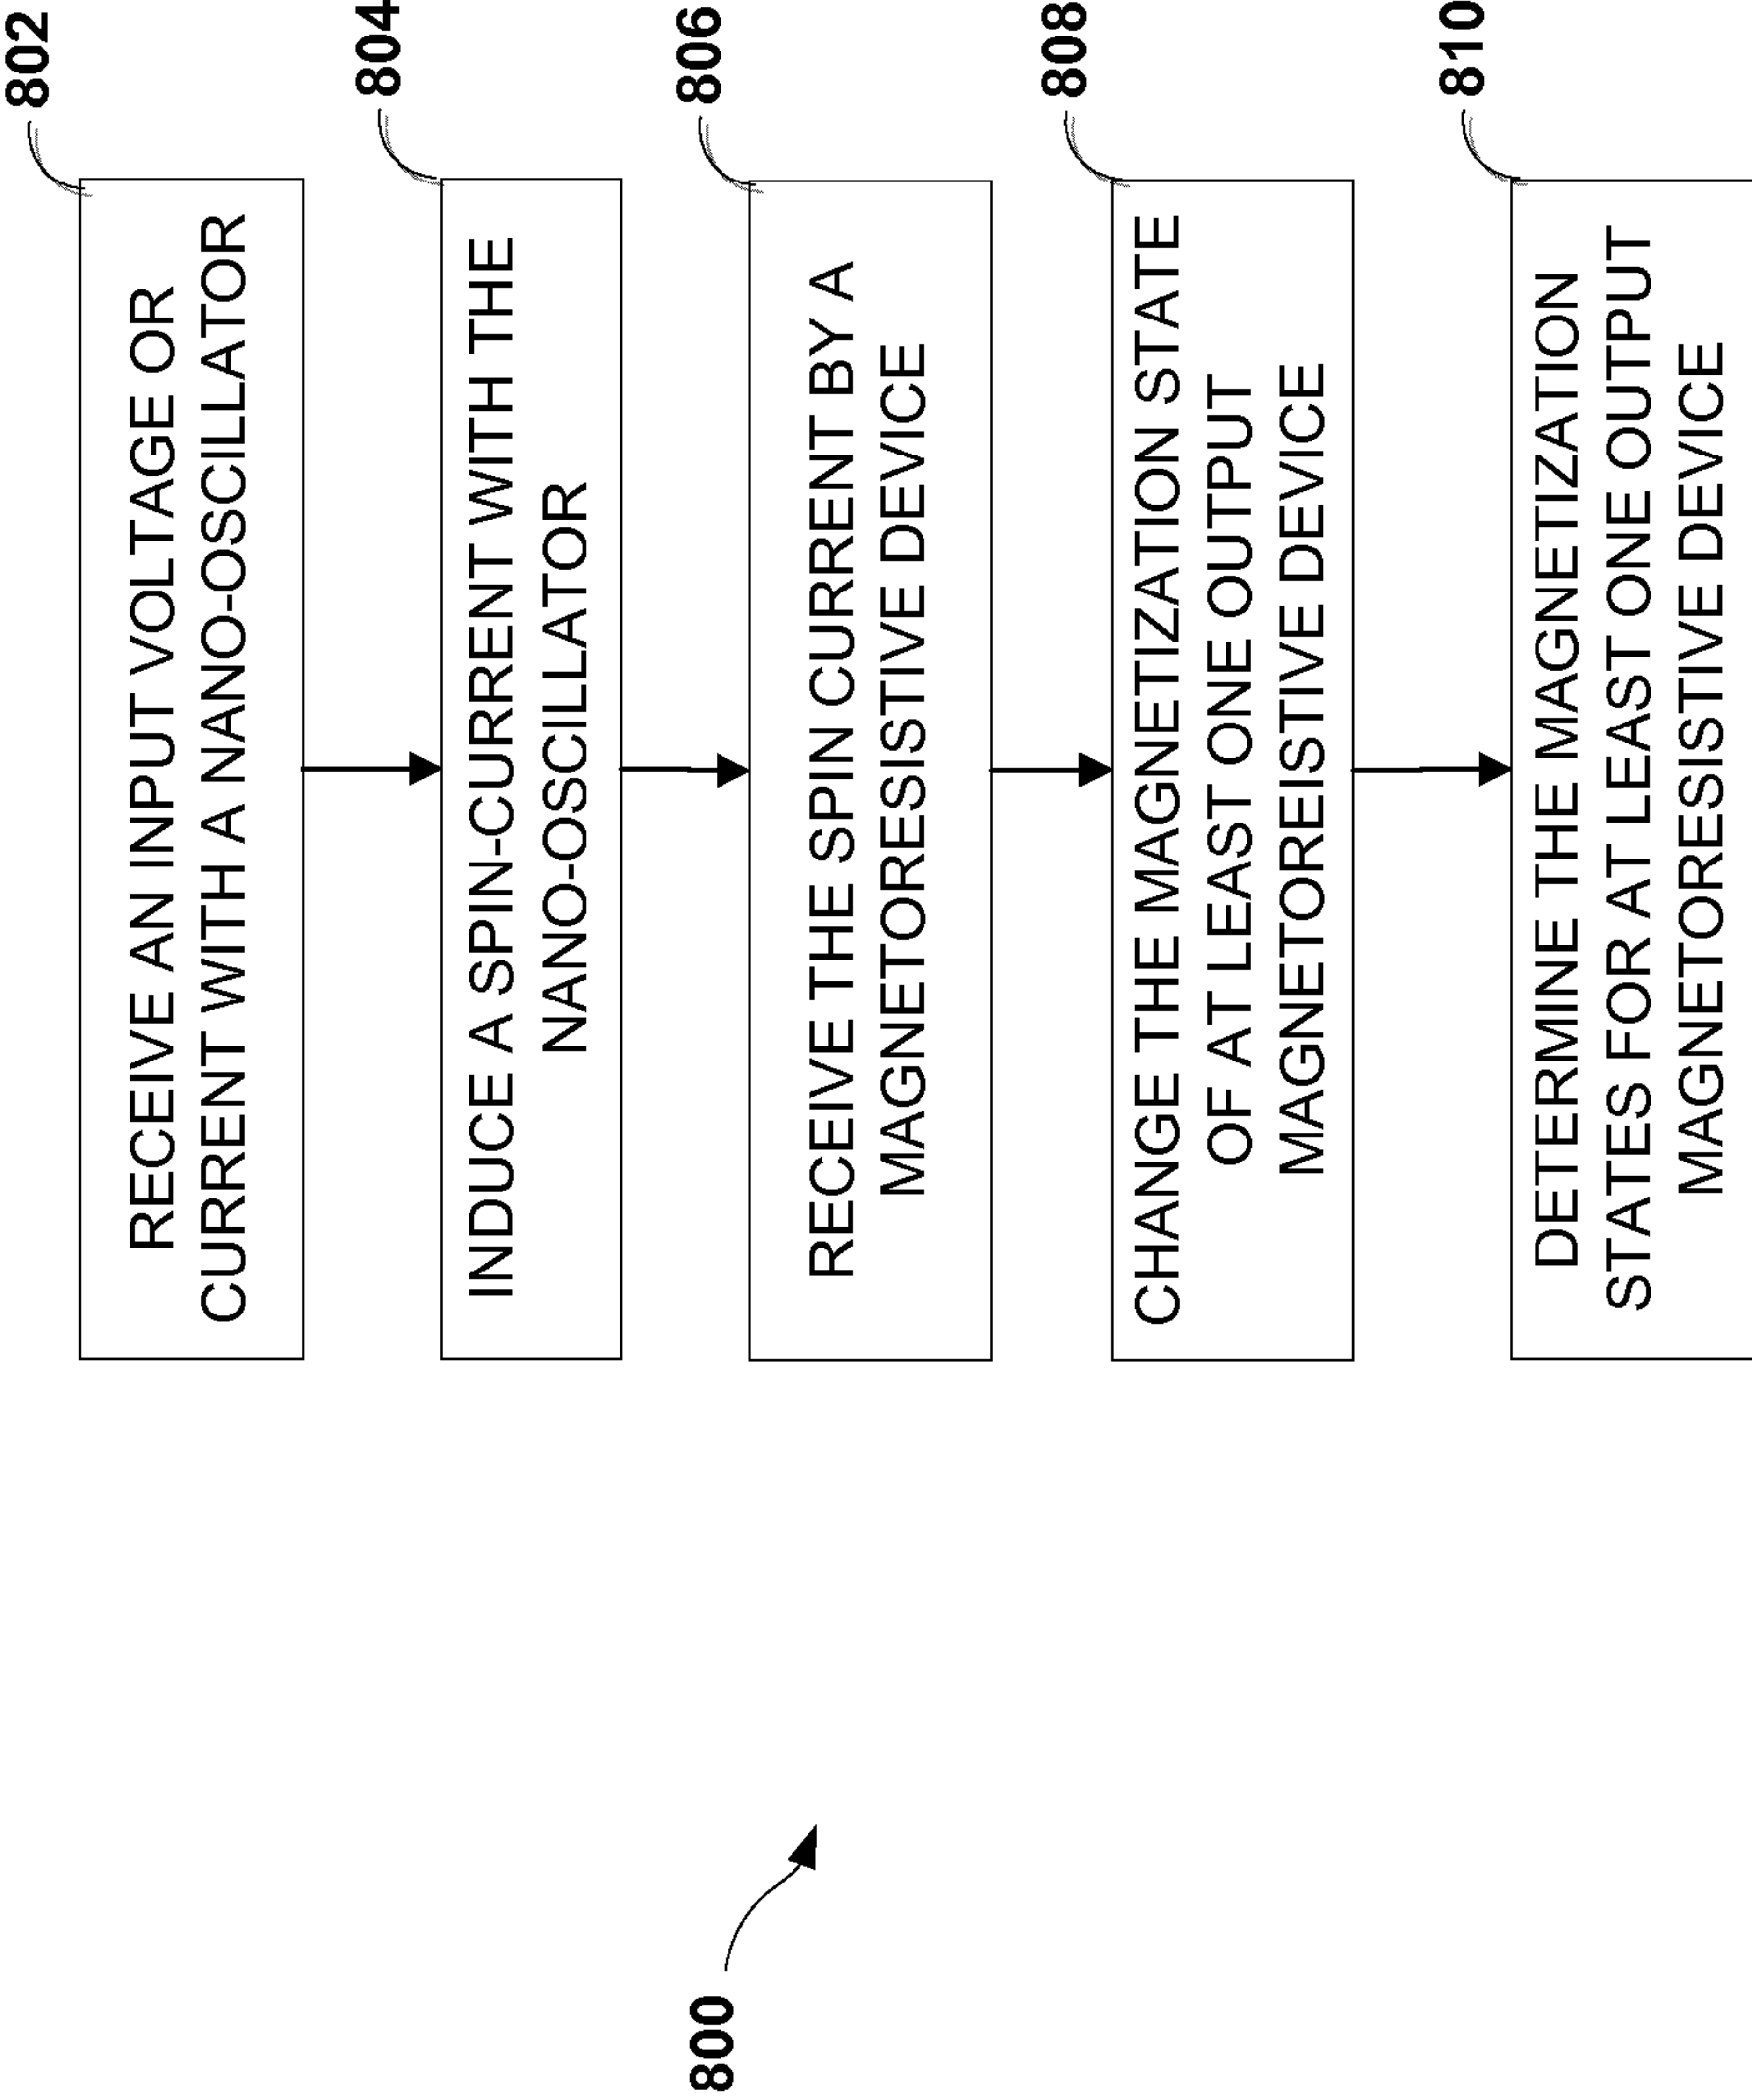 802
RECEIVE AN INPUT VOLTAGE OR
CURRENT WITH A NANO-OSCILLATOR
804
INDUCE A SPIN-CURRENT WITH THE
NANO-OSCILLATOR
806
RECEIVE THE SPIN CURRENT BY A
MAGNETORESISTIVE DEVICE
808
CHANGE THE MAGNETIZATION STATE
OF AT LEAST ONE OUTPUT
MAGNETOREISTIVE DEVICE
810
DETERMINE THE MAGNETIZATION
STATES FOR AT LEAST ONE OUTPUT
MAGNETORESISTIVE DEVICE
800